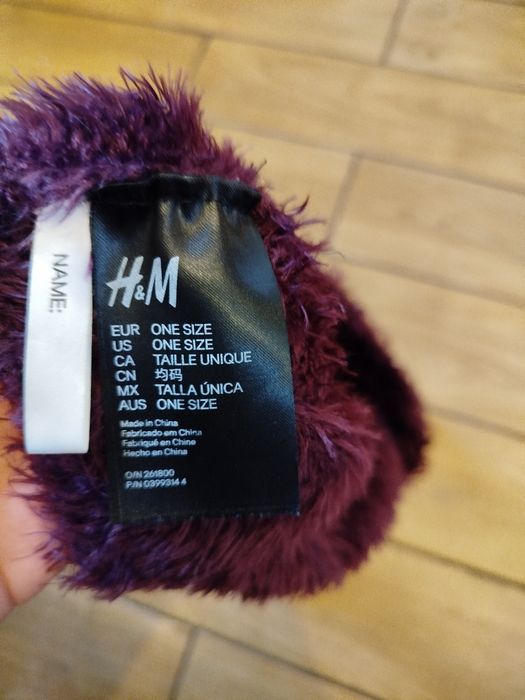 NAME:
H&M
EUR ONE SIZE
US ONE SIZE
CA TAILLE UNIQUE
CN 均码
MX TALLA ÚNICA
AUS ONE SIZE
Made in China
Fabricado em China
Fabriqué en Chine
Hecho en China
O/N 261800
P/N 0399314 4